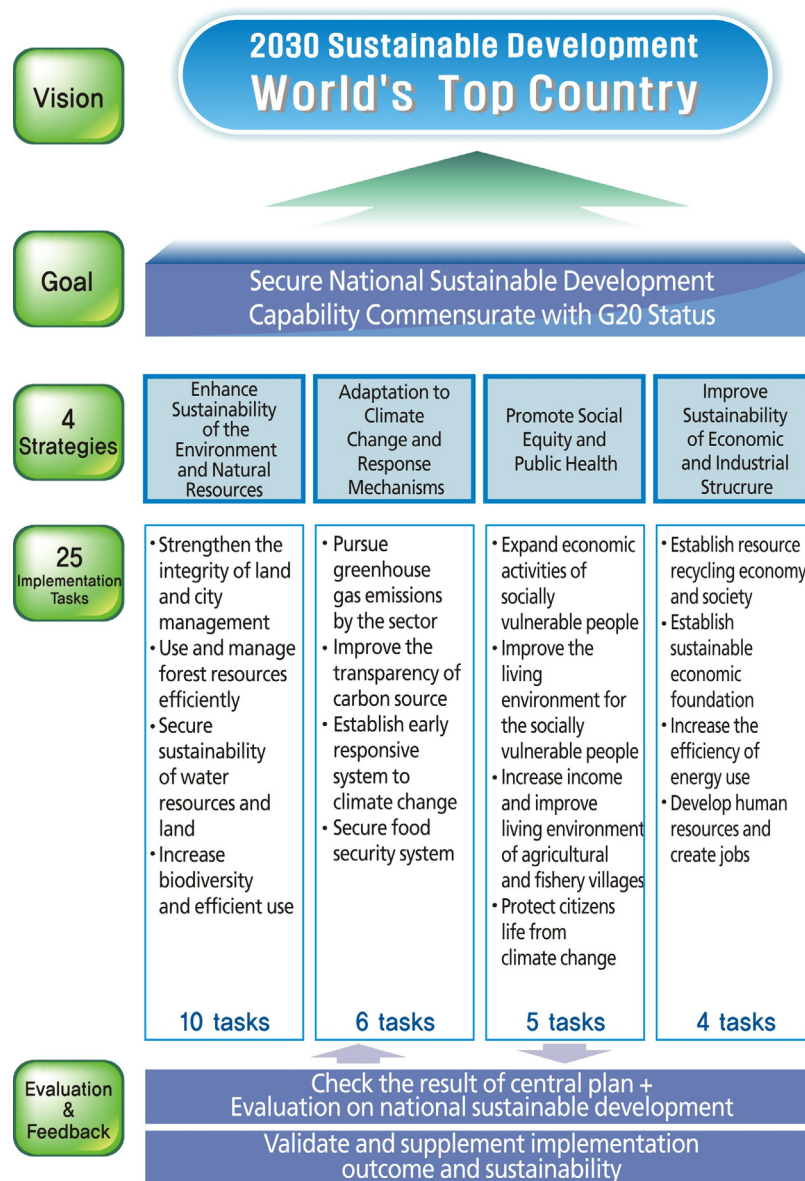 Vision
2030 Sustainable Development
World's Top Country
Goal
Secure National Sustainable Development
Capability Commensurate with G20 Status
4
Strategies
Enhance
Sustainability
of the
Environment
and Natural
Resources
Adaptation to
Climate
Change and
Response
Mechanisms
Promote Social
Equity and
Public Health
Improve
Sustainability
of Economic
and Industrial
Strucrure
25
Implementation
Tasks
• Strengthen the
integrity of land
and city
management
• Use and manage
forest resources
efficiently
• Secure
sustainability
of water
resources and
land
• Increase
biodiversity
and efficient use
10 tasks
• Pursue
greenhouse
gas emissions
by the sector
• Improve the
transparency of
carbon source
• Establish early
responsive
system to
climate change
• Secure food
security system
6 tasks
• Expand economic
activities of
socially
vulnerable people
• Improve the
living
environment for
the socially
vulnerable people
• Increase income
and improve
living environment
of agricultural
and fishery villages
• Protect citizens
life from
climate change
5 tasks
• Establish resource
recycling economy
and society
• Establish
sustainable
economic
foundation
• Increase the
efficiency of
energy use
• Develop human
resources and
create jobs
4 tasks
Evaluation
&
Feedback
Check the result of central plan +
Evaluation on national sustainable development
Validate and supplement implementation
outcome and sustainability